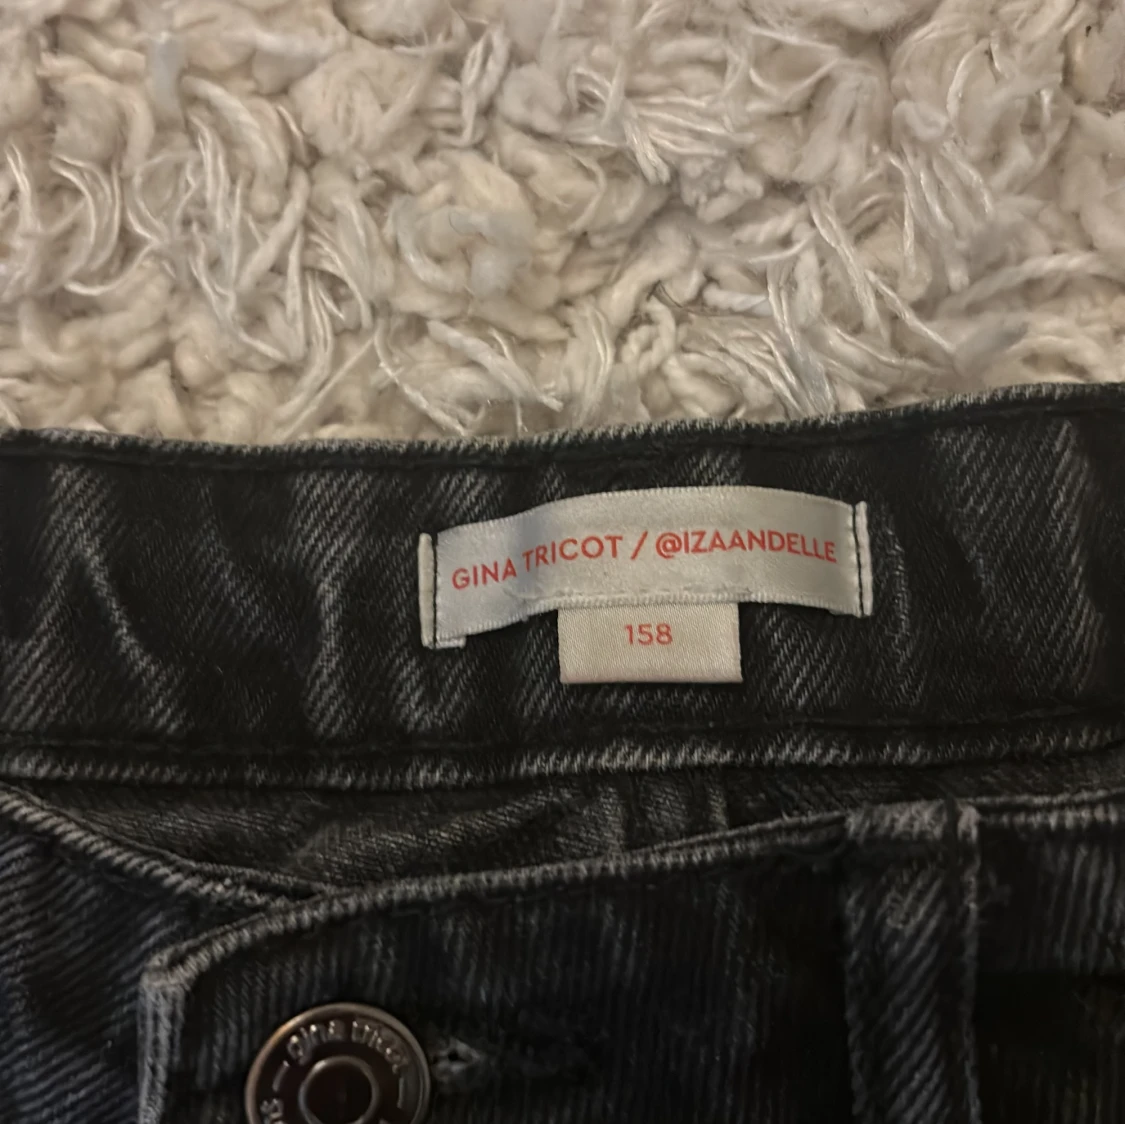 GINA TRICOT / @IZAANDELLE
158
gina tricot